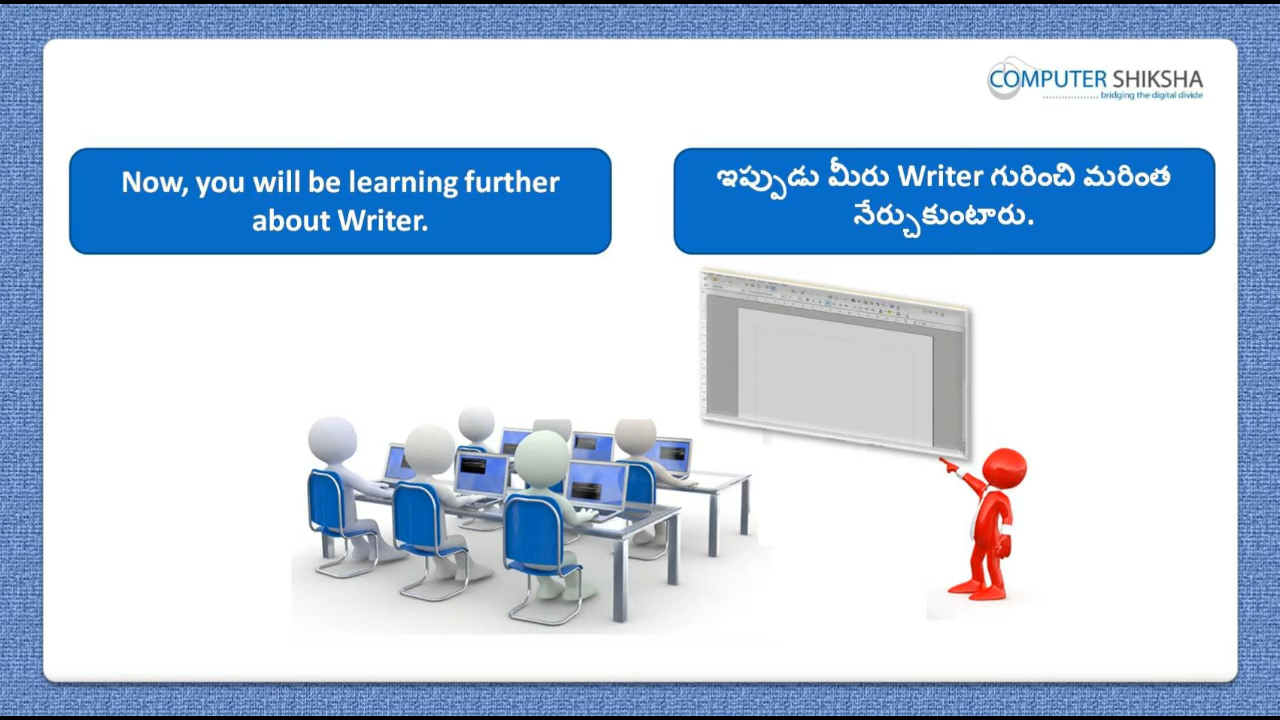 COMPUTER SHIKSHA
bridging the digital divide
Now, you will be learning further
about Writer.
ఇప్పుడు మీరు Writer గురించి మరింత
నేర్చుకుంటారు.